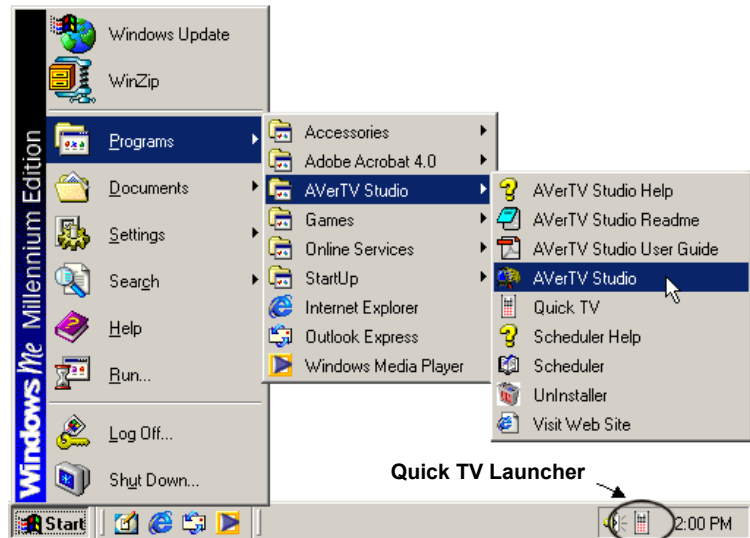 Windows Me Millennium Edition
Windows Update
WinZip
Programs
Documents
Settings
Search
Help
Run...
Log Off...
Shut Down...
Accessories
Adobe Acrobat 4.0
AVerTV Studio
Games
Online Services
StartUp
Internet Explorer
Outlook Express
Windows Media Player
AVerTV Studio Help
AVerTV Studio Readme
AVerTV Studio User Guide
AVerTV Studio
Quick TV
Scheduler Help
Scheduler
UnInstaller
Visit Web Site
Quick TV Launcher
Start
2:00 PM